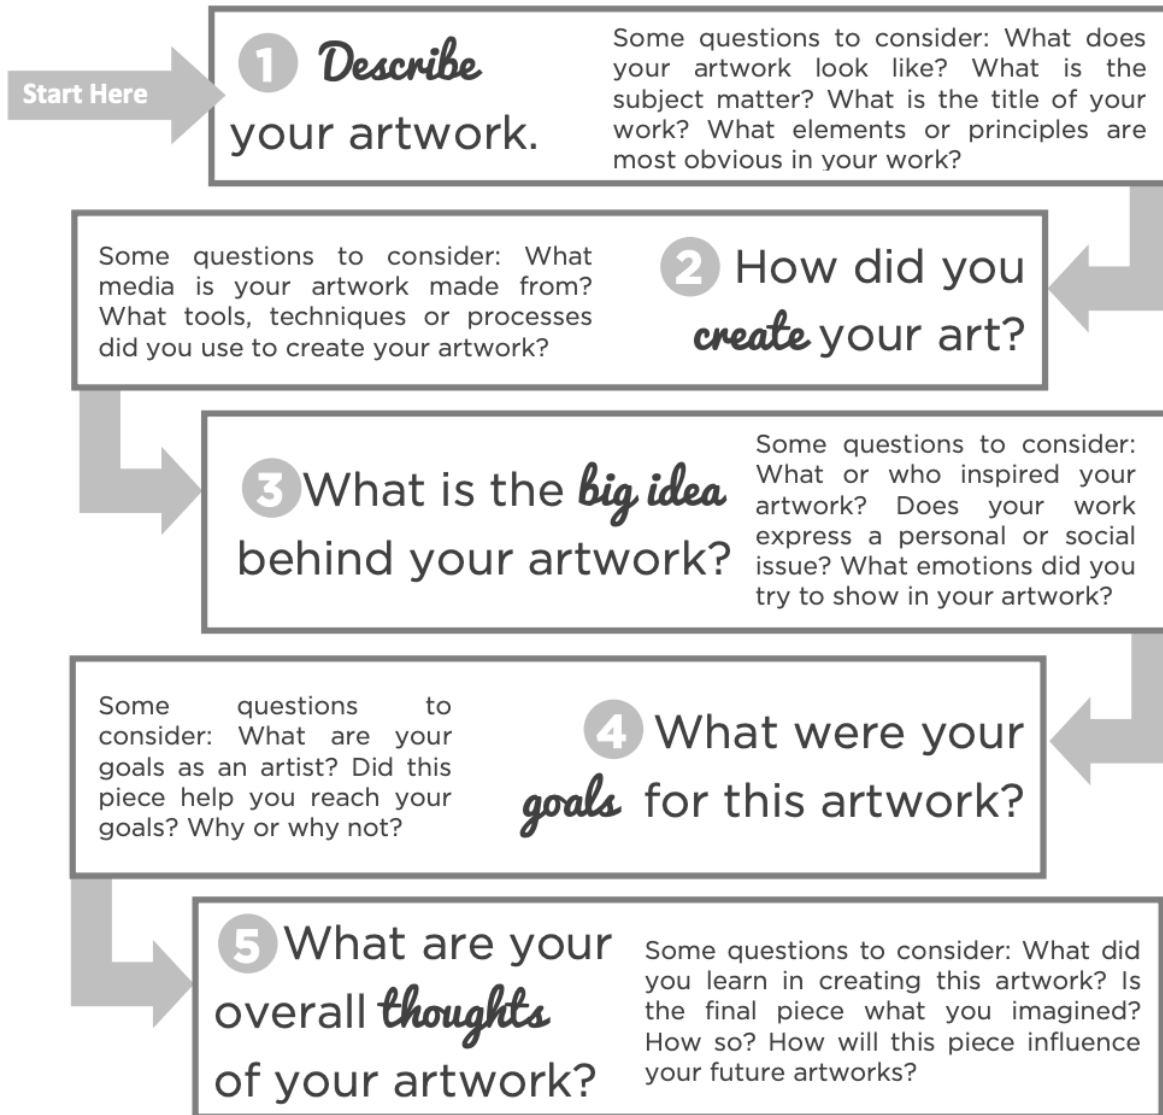 Start Here
1 Describe
your artwork.
Some questions to consider: What does
your artwork look like? What is the
subject matter? What is the title of your
work? What elements or principles are
most obvious in your work?
2 How did you
create your art?
Some questions to consider: What
media is your artwork made from?
What tools, techniques or processes
did you use to create your artwork?
3 What is the big idea
behind your artwork?
Some questions to consider:
What or who inspired your
artwork? Does your work
express a personal or social
issue? What emotions did you
try to show in your artwork?
4 What were your
goals for this artwork?
Some questions to
consider: What are your
goals as an artist? Did this
piece help you reach your
goals? Why or why not?
5 What are your
overall thoughts
of your artwork?
Some questions to consider: What did
you learn in creating this artwork? Is
the final piece what you imagined?
How so? How will this piece influence
your future artworks?